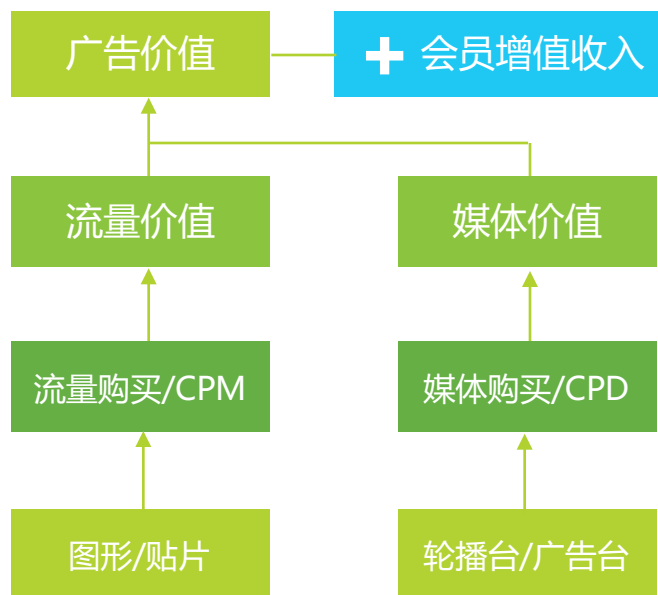 广告价值
+ 会员增值收入
流量价值
媒体价值
流量购买/CPM
媒体购买/CPD
图形/贴片
轮播台/广告台